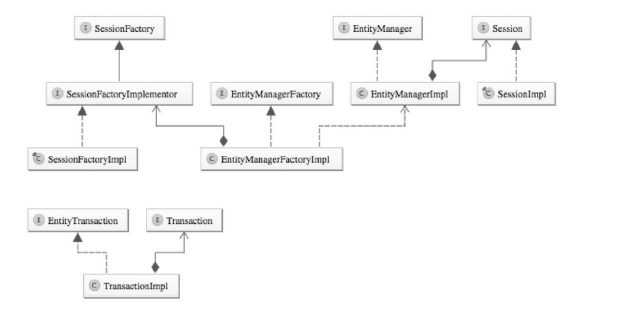 I SessionFactory
I EntityManager
I Session
I SessionFactoryImplementor
I EntityManagerFactory
C EntityManagerImpl
C SessionImpl
C SessionFactoryImpl
C EntityManagerFactoryImpl
I EntityTransaction
I Transaction
C TransactionImpl